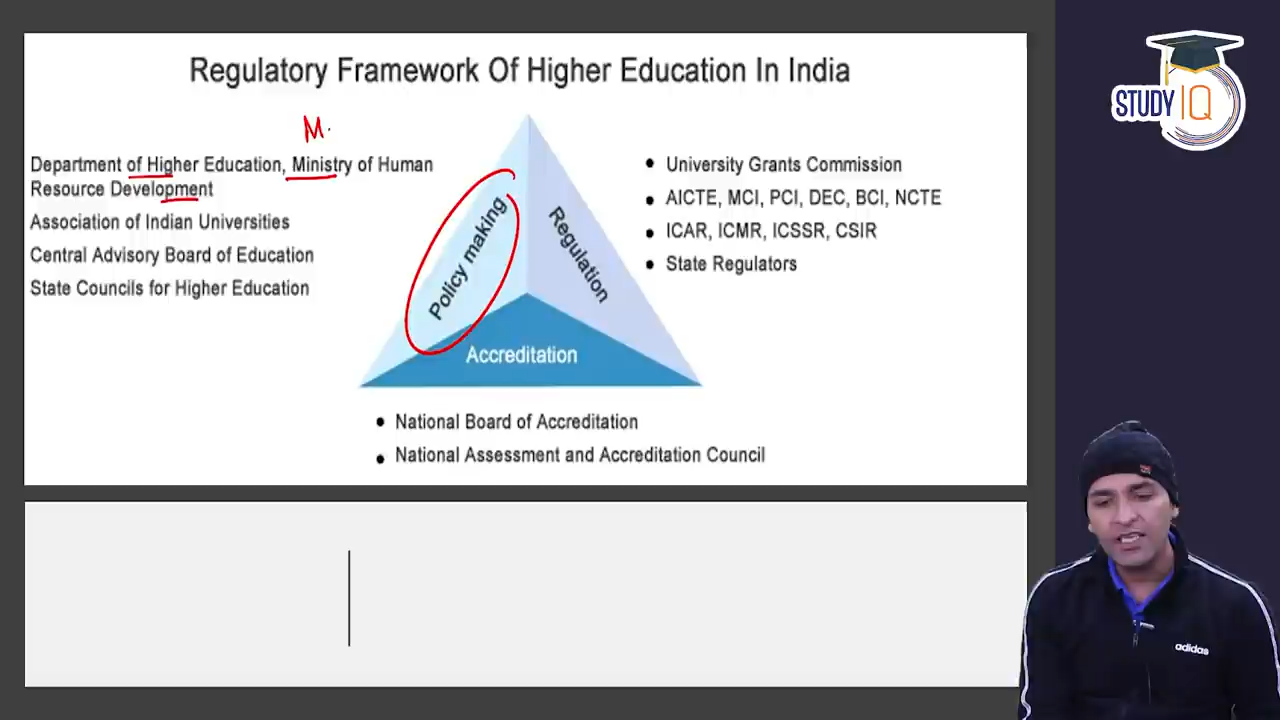 Regulatory Framework Of Higher Education In India
M.
Department of Higher Education, Ministry of Human
Resource Development
Association of Indian Universities
Central Advisory Board of Education
State Councils for Higher Education
Policy making
Regulation
Accreditation
• University Grants Commission
• AICTE, MCI, PCI, DEC, BCI, NCTE
• ICAR, ICMR, ICSSR, CSIR
• State Regulators
• National Board of Accreditation
• National Assessment and Accreditation Council
STUDY IQ
adidas